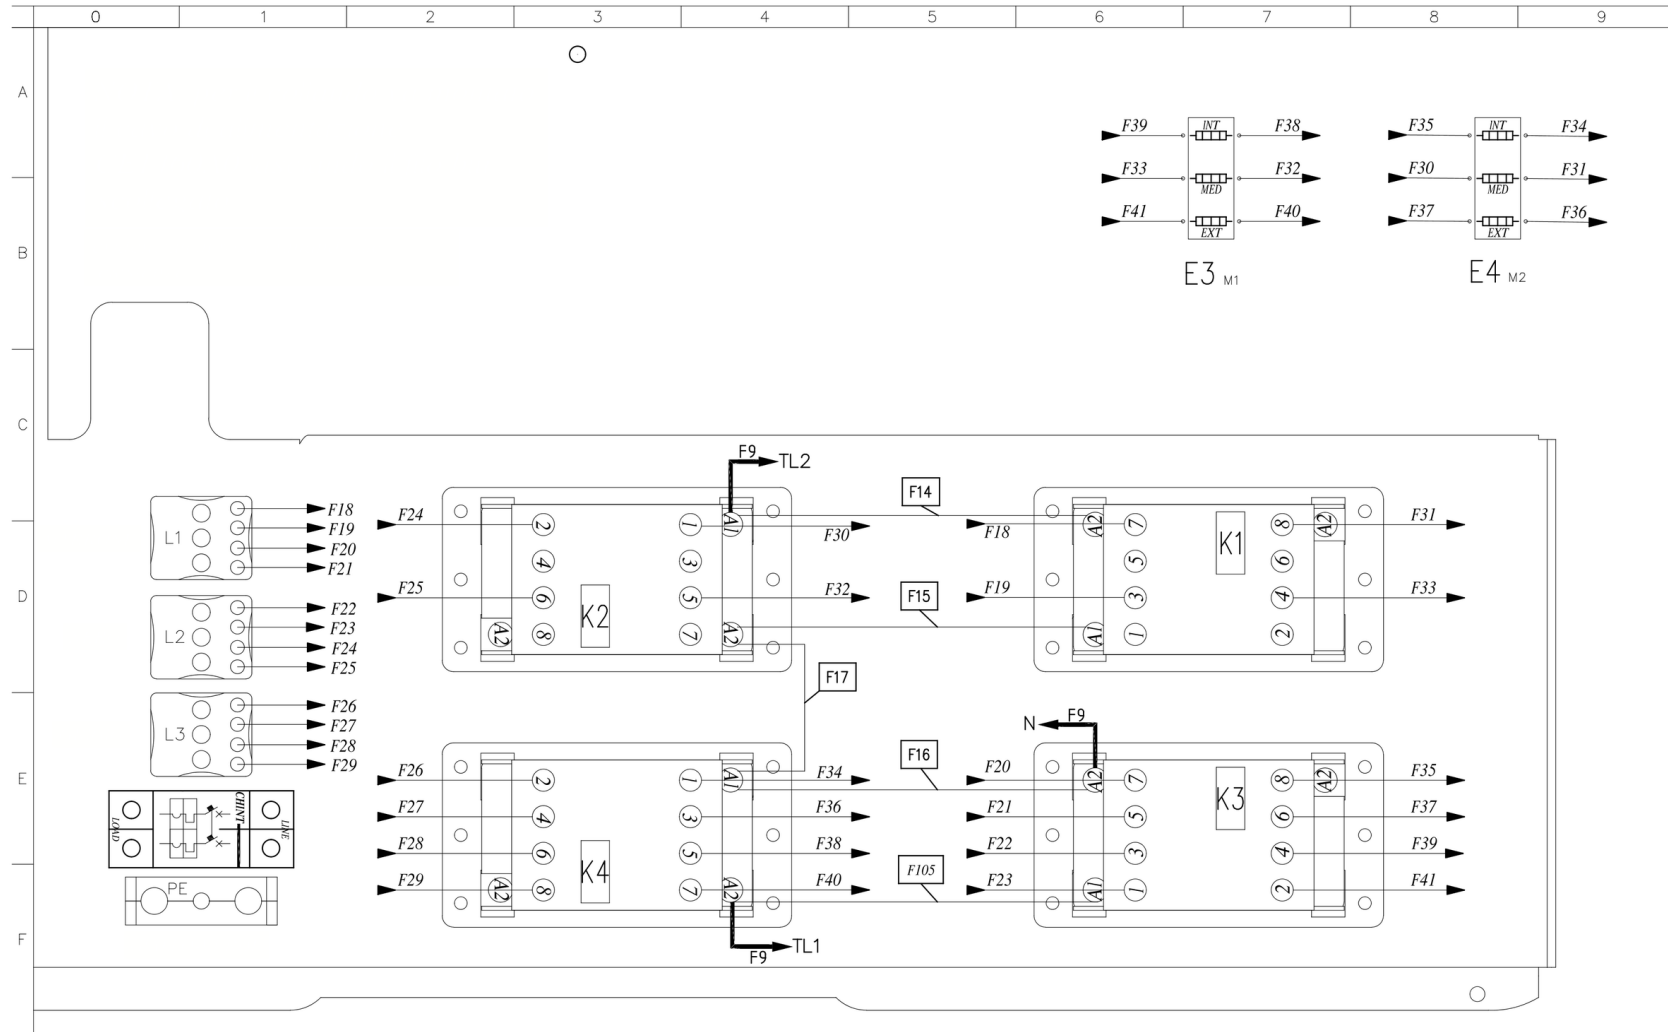 0 1 2 3 4 5 6 7 8 9
A
F39 INT F38 F35 INT F34
F33 MED F32 F30 MED F31
F41 EXT F40 F37 EXT F36
B
E3 M1 E4 M2
C
F9 TL2
F14
L1 F18
F19
F20
F21
F24 2 1 A1 F30 F18 A2 7 K1 8 A2 F31
4 3 5 6
D
F25 6 K2 5 F32 F15 F19 3 4 F33
A2 8 7 A2 A1 1 2
L2 F22
F23
F24
F25
F17
L3 F26
F27
F28
F29
N F9
F16
E
F26 2 1 A1 F34 F20 A2 7 K3 8 A2 F35
F27 4 3 F36 F21 5 6 F37
F28 6 K4 5 F38 F22 3 4 F39
F29 A2 8 7 A2 F40 F105 F23 A1 1 2 F41
LOAD CHINT LINE
PE
F
F9 TL1